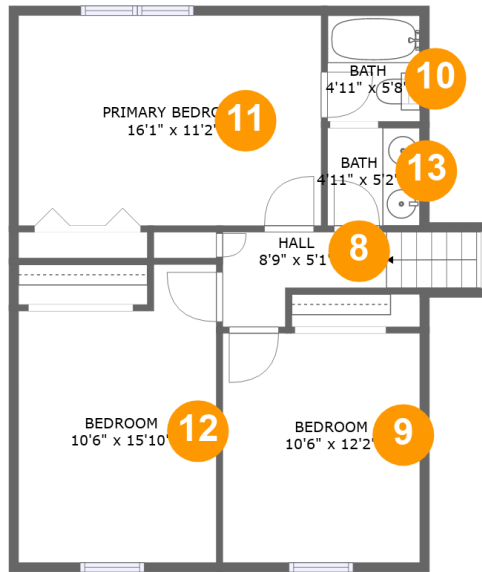 BATH
4'11" x 5'8"
10
PRIMARY BEDRO
16'1" x 11'2"
11
BATH
4'11" x 5'2"
13
HALL
8'9" x 5'1"
8
BEDROOM
10'6" x 15'10"
12
BEDROOM
10'6" x 12'2"
9